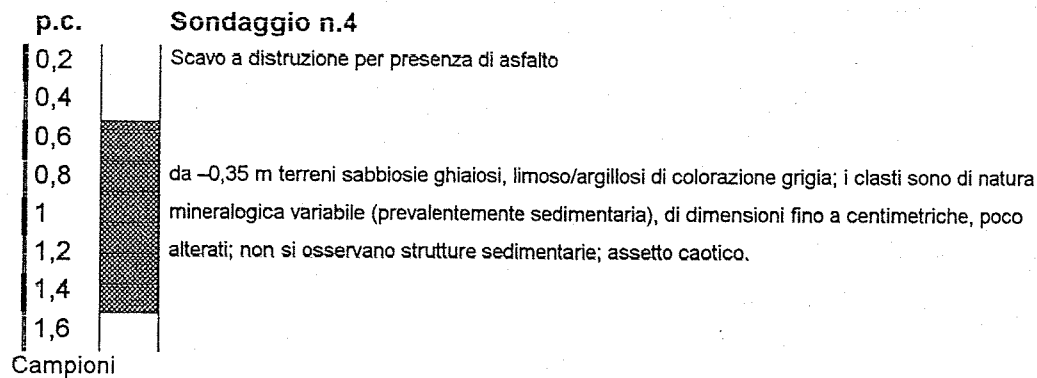 p.c. Sondaggio n.4
0,2 Scavo a distruzione per presenza di asfalto
0,4
0,6
0,8 da –0,35 m terreni sabbiosie ghiaiosi, limoso/argillosi di colorazione grigia; i clasti sono di natura
1 mineralogica variabile (prevalentemente sedimentaria), di dimensioni fino a centimetriche, poco
1,2 alterati; non si osservano strutture sedimentarie; assetto caotico.
1,4
1,6
Campioni